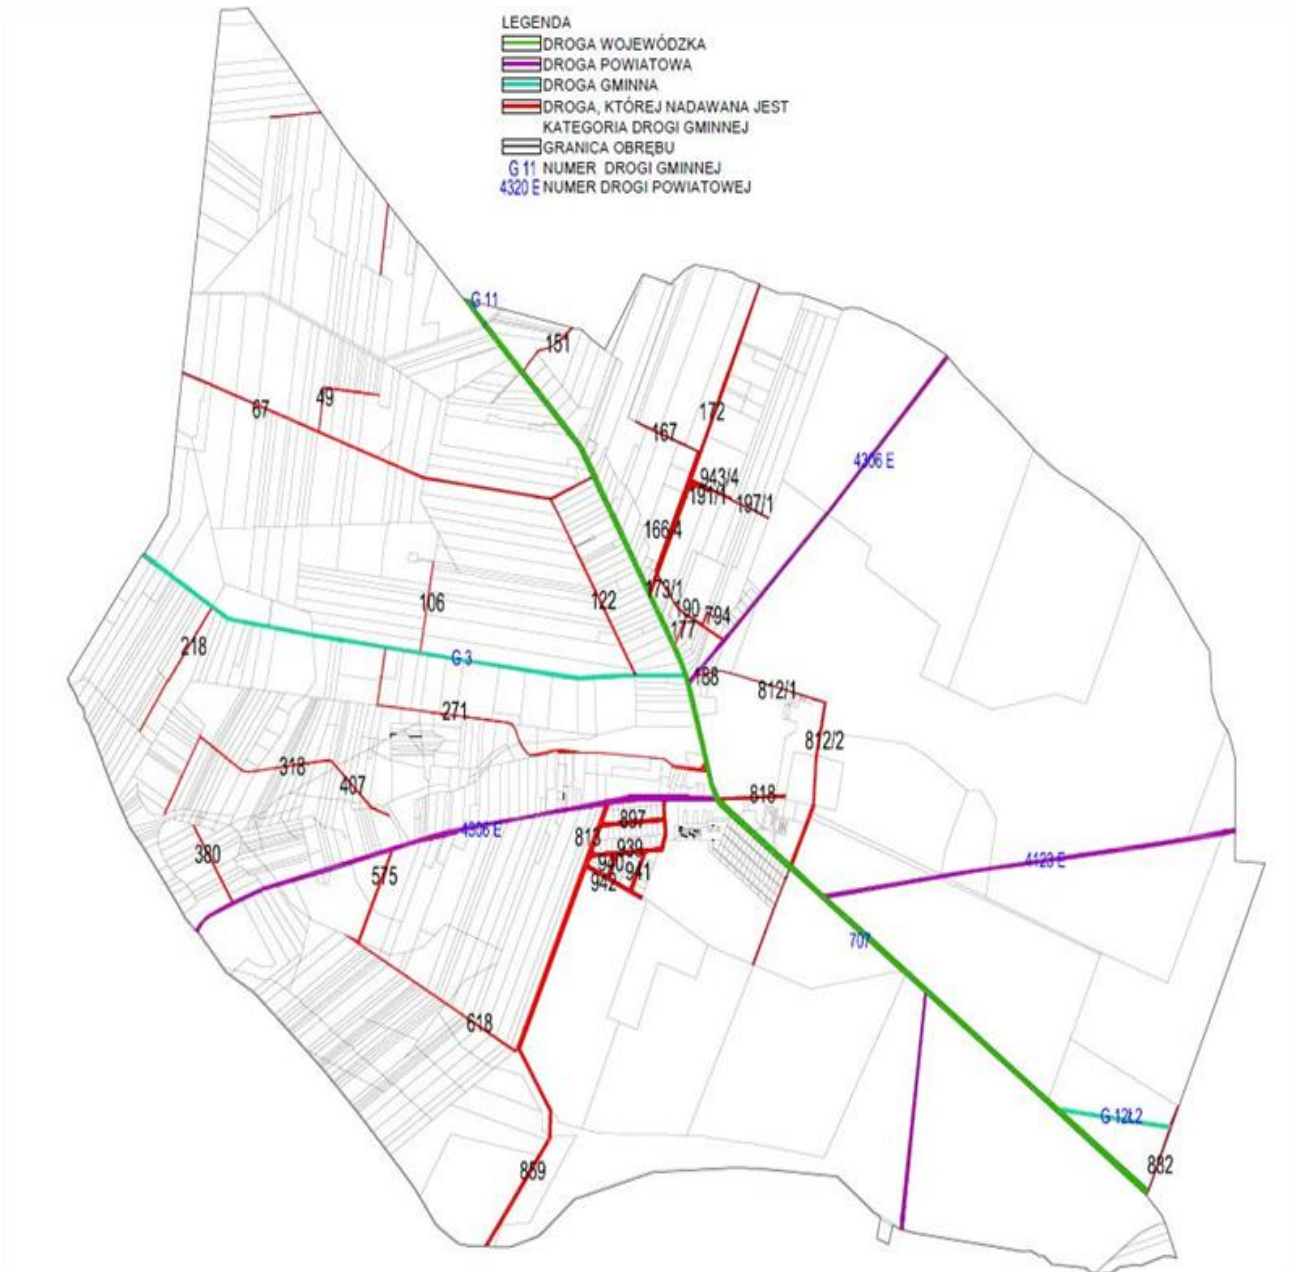 LEGENDA
DROGA WOJEWÓDZKA
DROGA POWIATOWA
DROGA GMINNA
DROGA, KTÓREJ NADAWANA JEST
KATEGORIA DROGI GMINNEJ
GRANICA OBRĘBU
G 11 NUMER DROGI GMINNEJ
4320 E NUMER DROGI POWIATOWEJ
G 11
151
67
49
172
167
4306 E
943/4
191/1
197/1
166/4
173/1
106
122
190
794
177
218
G 3
188
812/1
271
812/2
318
407
818
897
4306 E
813
939
380
575
940
941
942
4123 E
707
618
G 12Ł2
859
882